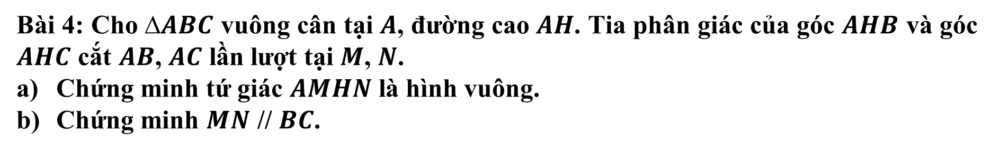 Bài 4: Cho △ABC vuông cân tại A, đường cao AH. Tia phân giác của góc AHB và góc
AHC cắt AB, AC lần lượt tại M, N.
a) Chứng minh tứ giác AMHN là hình vuông.
b) Chứng minh MN // BC.